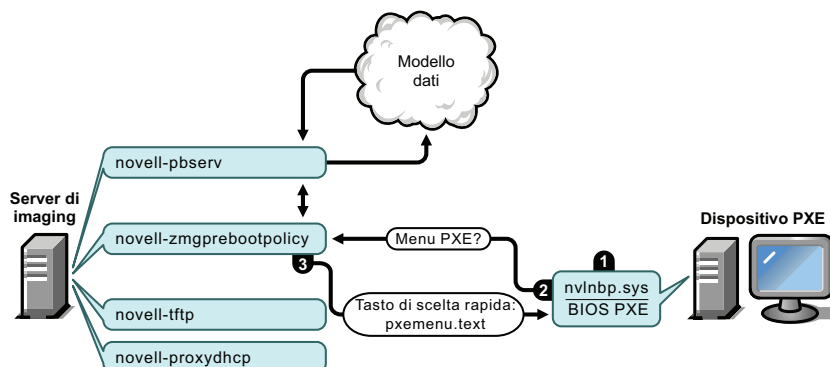 Modello
dati
novell-pbserv
Server di
imaging
novell-zmgprebootpolicy
Menu PXE?
Dispositivo PXE
1
2
3
nvlnbp.sys
BIOS PXE
Tasto di scelta rapida:
pxemenu.text
novell-tftp
novell-proxydhcp